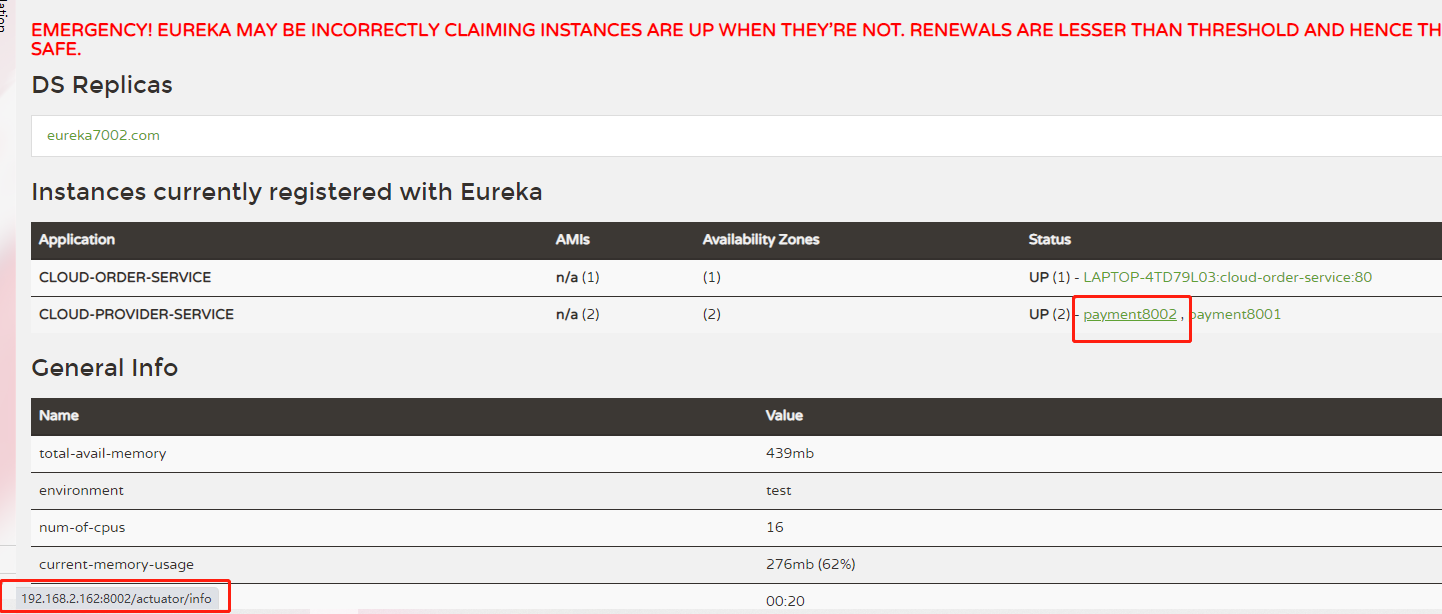 EMERGENCY! EUREKA MAY BE INCORRECTLY CLAIMING INSTANCES ARE UP WHEN THEY'RE NOT. RENEWALS ARE LESSER THAN THRESHOLD AND HENCE TH
SAFE.
DS Replicas
eureka7002.com
Instances currently registered with Eureka
Application AMIs Availability Zones Status
CLOUD-ORDER-SERVICE n/a (1) (1) UP (1) - LAPTOP-4TD79L03:cloud-order-service:80
CLOUD-PROVIDER-SERVICE n/a (2) (2) UP (2) - payment8002 , payment8001
General Info
Name Value
total-avail-memory 439mb
environment test
num-of-cpus 16
current-memory-usage 276mb (62%)
192.168.2.162:8002/actuator/info 00:20